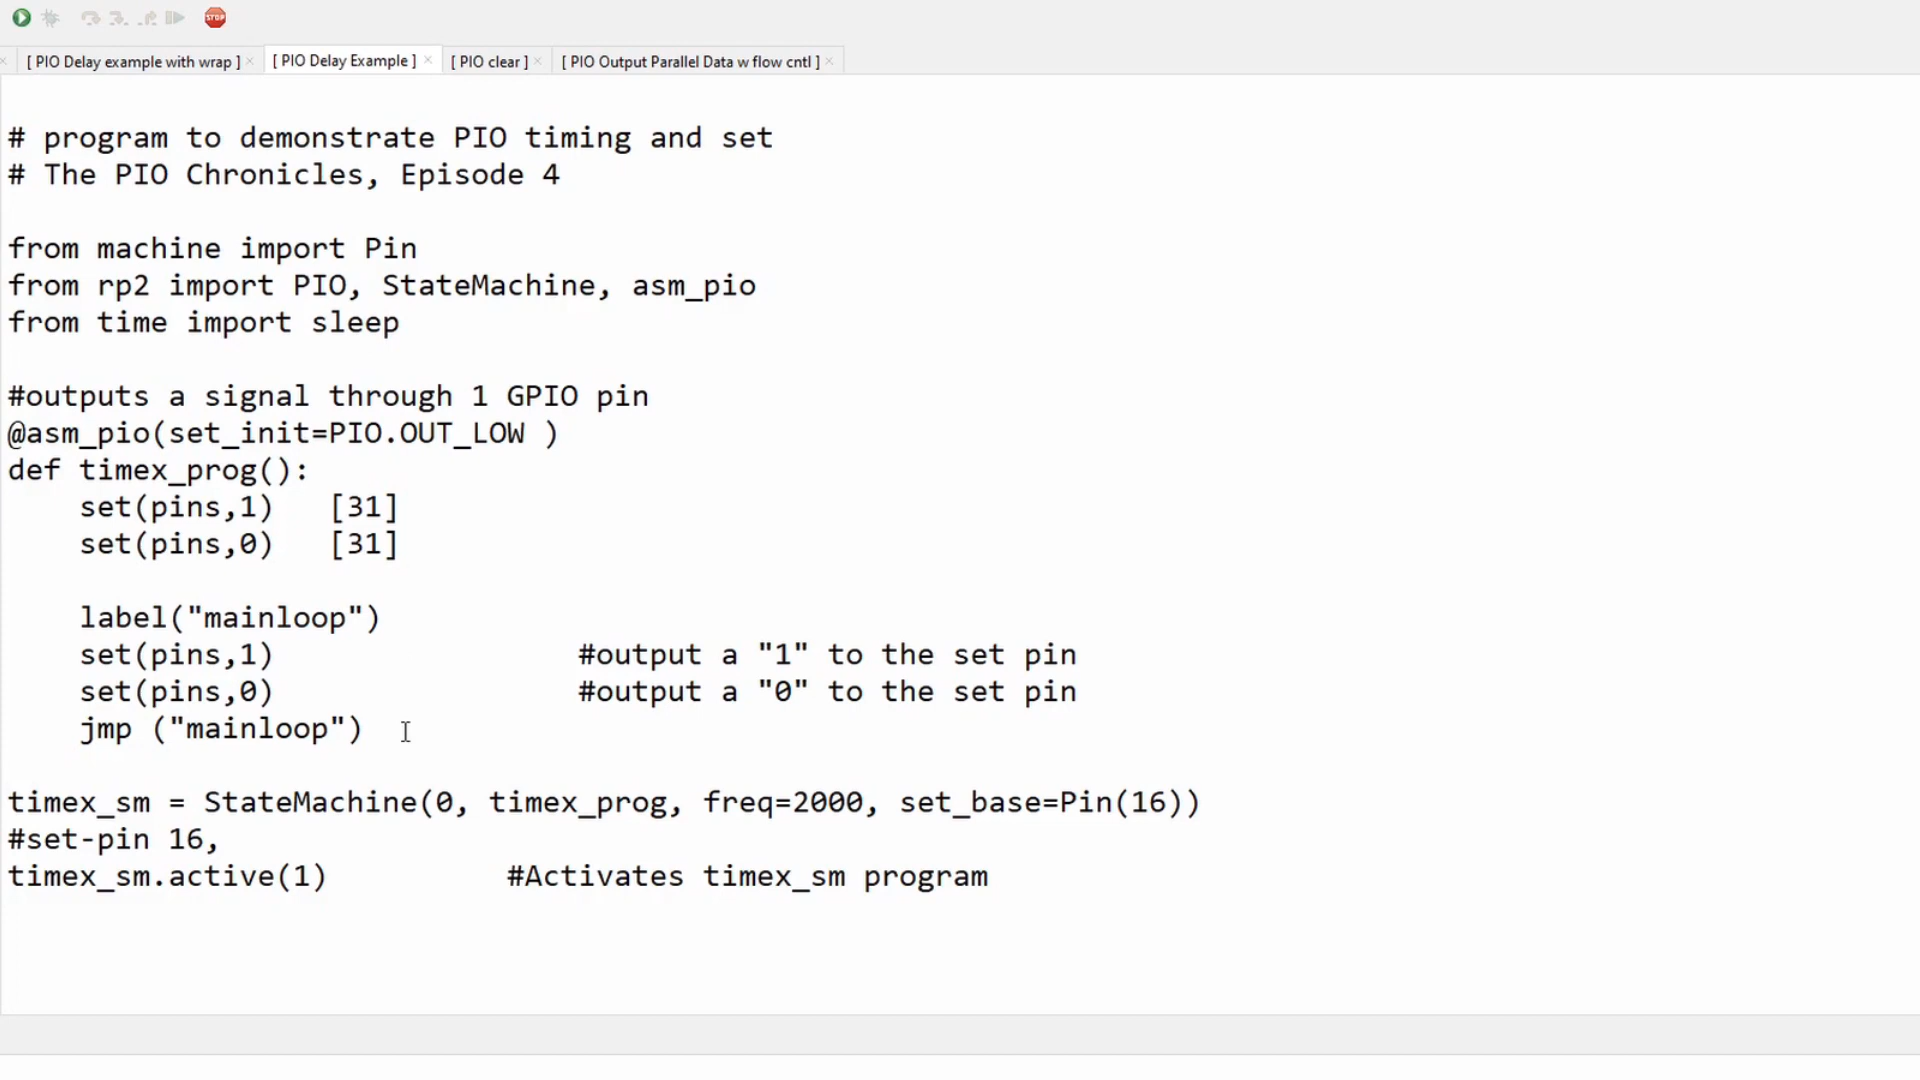 STOP
[ PIO Delay example with wrap ] × [ PIO Delay Example ] × [ PIO clear ] × [ PIO Output Parallel Data w flow cntl ] ×
# program to demonstrate PIO timing and set
# The PIO Chronicles, Episode 4
from machine import Pin
from rp2 import PIO, StateMachine, asm_pio
from time import sleep
#outputs a signal through 1 GPIO pin
@asm_pio(set_init=PIO.OUT_LOW )
def timex_prog():
    set(pins,1)   [31]
    set(pins,0)   [31]
    label("mainloop")
    set(pins,1)                 #output a "1" to the set pin
    set(pins,0)                 #output a "0" to the set pin
    jmp ("mainloop")
timex_sm = StateMachine(0, timex_prog, freq=2000, set_base=Pin(16))
#set-pin 16,
timex_sm.active(1)          #Activates timex_sm program